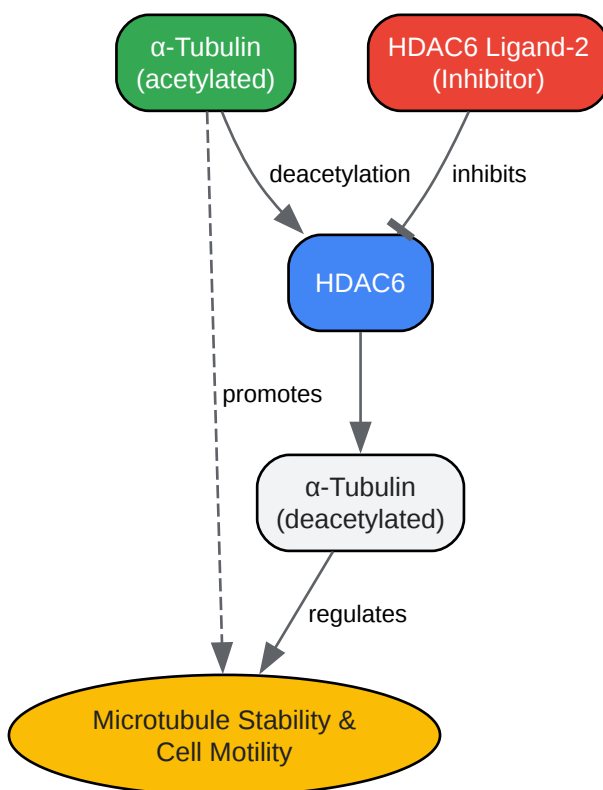 α-Tubulin
(acetylated)
HDAC6 Ligand-2
(Inhibitor)
deacetylation
inhibits
HDAC6
promotes
α-Tubulin
(deacetylated)
regulates
Microtubule Stability &
Cell Motility